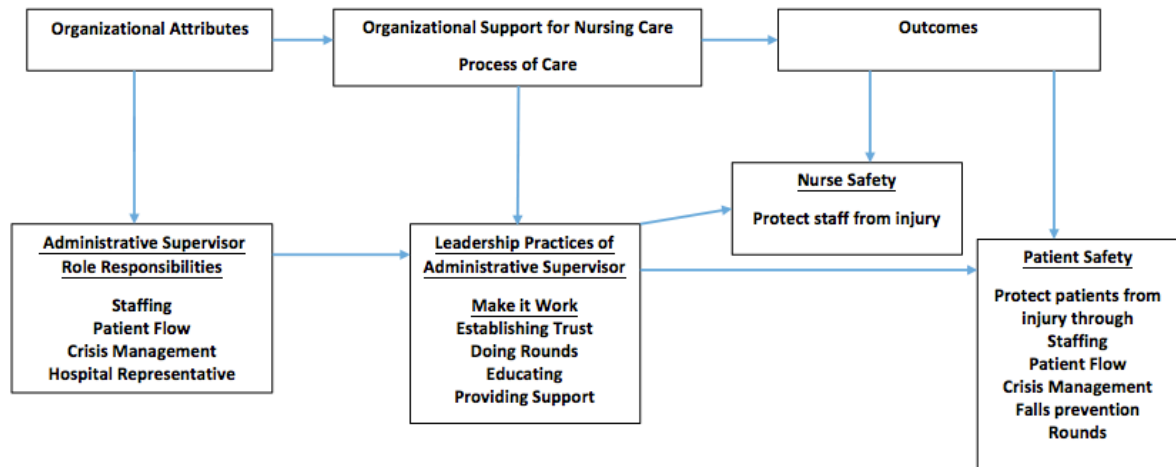 Organizational Attributes
Organizational Support for Nursing Care
Process of Care
Outcomes
Nurse Safety
Protect staff from injury
Administrative Supervisor
Role Responsibilities
Staffing
Patient Flow
Crisis Management
Hospital Representative
Leadership Practices of
Administrative Supervisor
Make it Work
Establishing Trust
Doing Rounds
Educating
Providing Support
Patient Safety
Protect patients from
injury through
Staffing
Patient Flow
Crisis Management
Falls prevention
Rounds